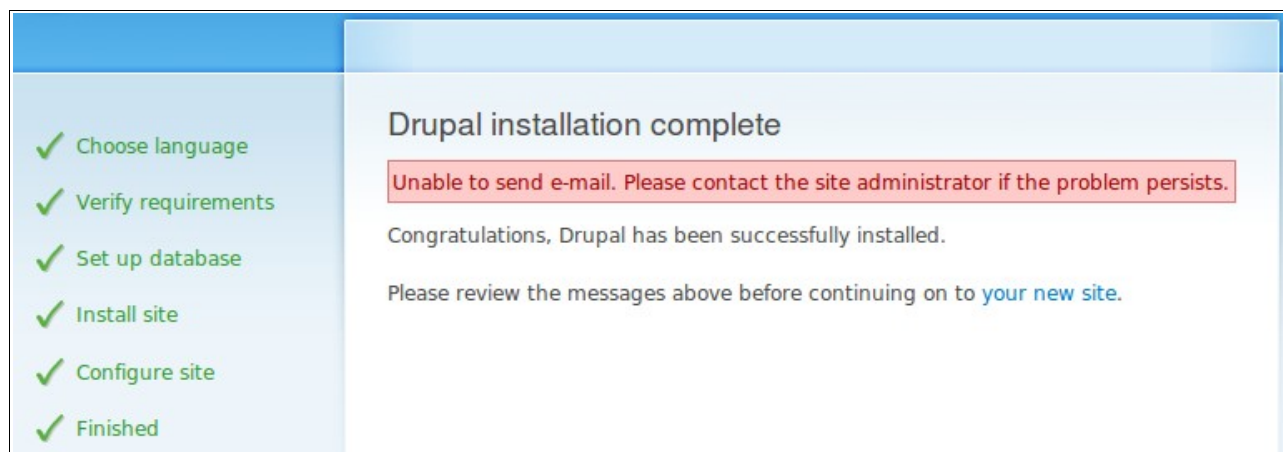 Choose language
Verify requirements
Set up database
Install site
Configure site
Finished
Drupal installation complete
Unable to send e-mail. Please contact the site administrator if the problem persists.
Congratulations, Drupal has been successfully installed.
Please review the messages above before continuing on to your new site.